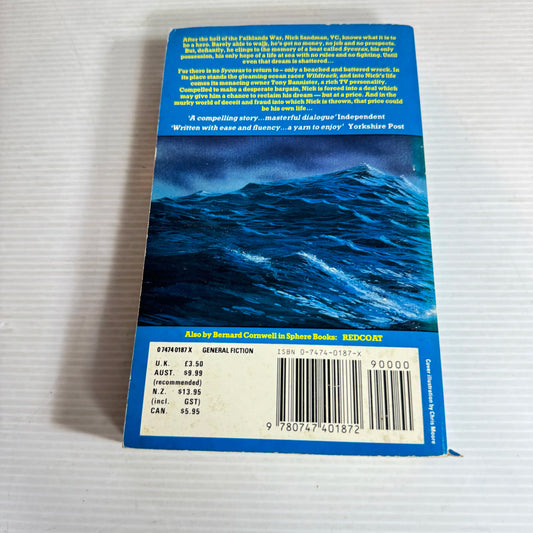 After the hell of the Falklands War, Nick Sandman, VC, knows what it is to
be a hero. Barely able to walk, he's got no money, no job and no prospects.
But, defiantly, he clings to the memory of a boat called Sycorax, his only
possession, his only hope of a life at sea with no rules and no fighting. Until
even that dream is shattered...
For there is no Sycorax to return to – only a beached and battered wreck. In
its place stands the gleaming ocean racer Wildtrack, and into Nick's life
comes its menacing owner Tony Bannister, a rich TV personality.
Compelled to make a desperate bargain, Nick is forced into a deal which
may give him a chance to reclaim his dream — but at a price. And in the
murky world of deceit and fraud into which Nick is thrown, that price could
be his own life...
'A compelling story...masterful dialogue' Independent
'Written with ease and fluency...a yarn to enjoy' Yorkshire Post
Also by Bernard Cornwell in Sphere Books: REDCOAT
0 7474 0187 X GENERAL FICTION
U.K. £3.50
AUST. $9.99
(recommended)
N.Z. $13.95
(incl. GST)
CAN. $5.95
ISBN 0-7474-0187-X
90000
9 780747 401872
Cover illustration by Chris Moore